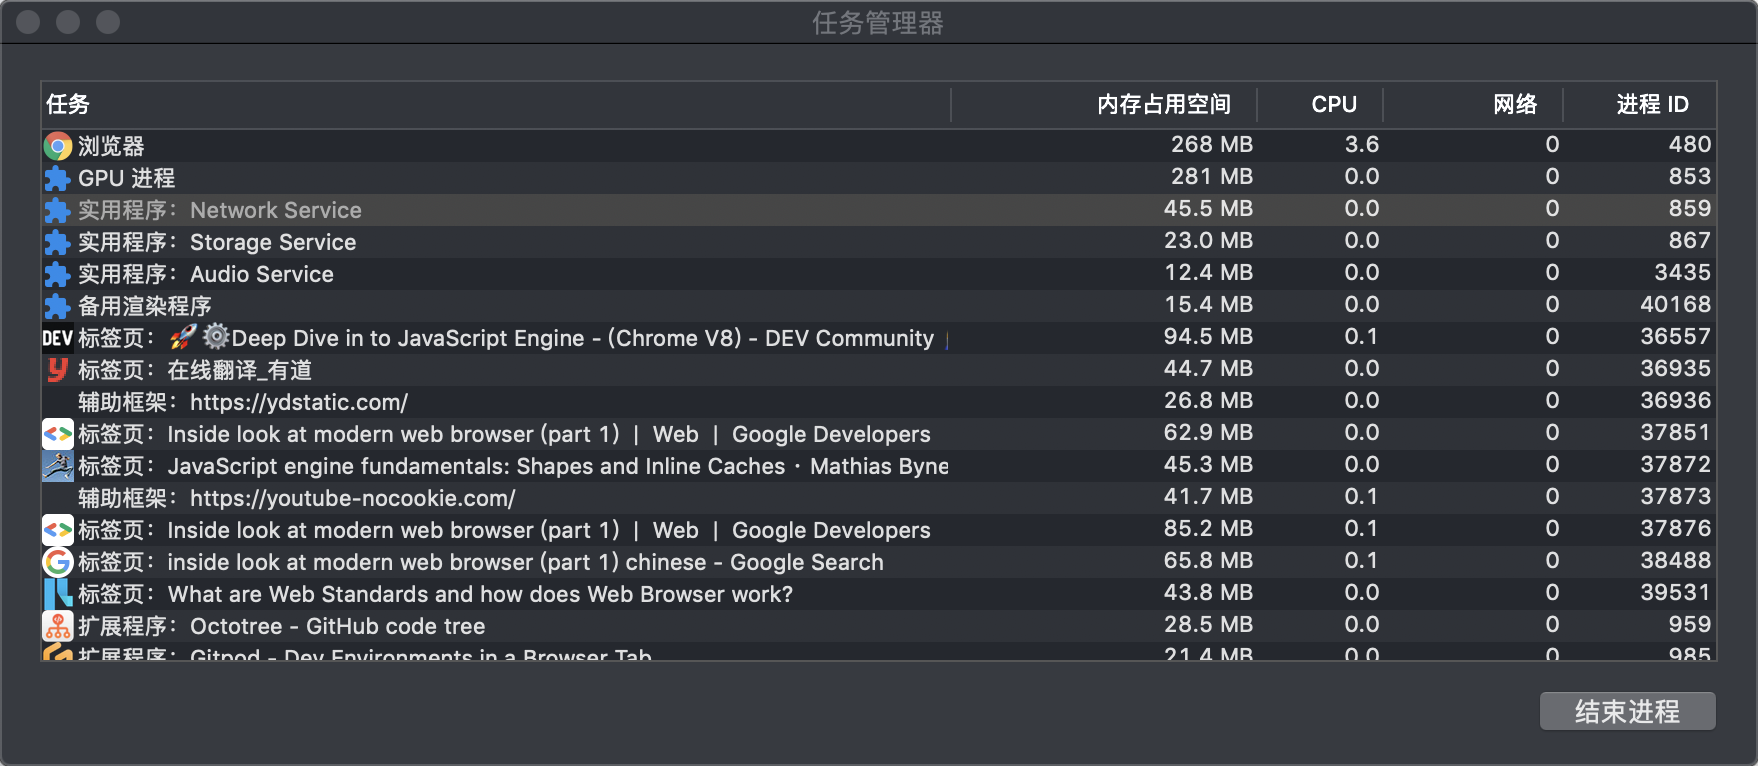 任务管理器
任务 内存占用空间 CPU 网络 进程 ID
浏览器 268 MB 3.6 0 480
GPU 进程 281 MB 0.0 0 853
实用程序：Network Service 45.5 MB 0.0 0 859
实用程序：Storage Service 23.0 MB 0.0 0 867
实用程序：Audio Service 12.4 MB 0.0 0 3435
备用渲染程序 15.4 MB 0.0 0 40168
DEV 标签页：🚀⚙️Deep Dive in to JavaScript Engine - (Chrome V8) - DEV Community 94.5 MB 0.1 0 36557
标签页：在线翻译_有道 44.7 MB 0.0 0 36935
辅助框架：https://ydstatic.com/ 26.8 MB 0.0 0 36936
标签页：Inside look at modern web browser (part 1) | Web | Google Developers 62.9 MB 0.0 0 37851
标签页：JavaScript engine fundamentals: Shapes and Inline Caches · Mathias Byne 45.3 MB 0.0 0 37872
辅助框架：https://youtube-nocookie.com/ 41.7 MB 0.1 0 37873
标签页：Inside look at modern web browser (part 1) | Web | Google Developers 85.2 MB 0.1 0 37876
标签页：inside look at modern web browser (part 1) chinese - Google Search 65.8 MB 0.1 0 38488
标签页：What are Web Standards and how does Web Browser work? 43.8 MB 0.0 0 39531
扩展程序：Octotree - GitHub code tree 28.5 MB 0.0 0 959
扩展程序：Gitpod - Dev Environments in a Browser Tab 21.4 MB 0.0 0 985
结束进程